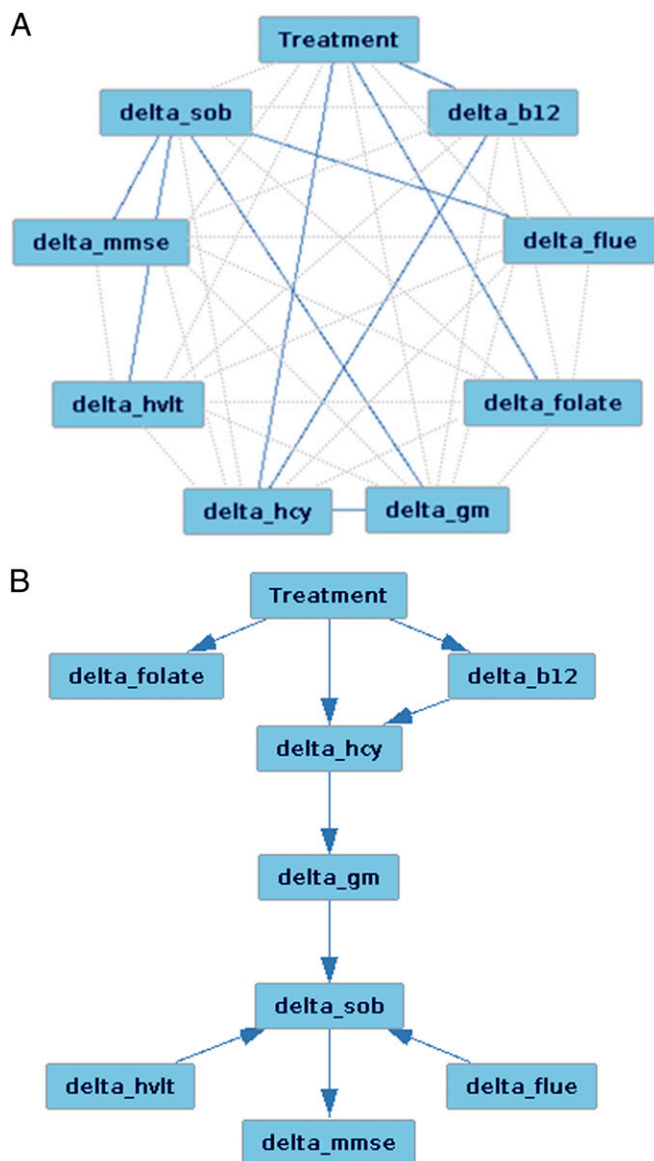 A
Treatment
delta_sob
delta_b12
delta_mmse
delta_flue
delta_hvlt
delta_folate
delta_hcy
delta_gm
B
Treatment
delta_folate
delta_b12
delta_hcy
delta_gm
delta_sob
delta_hvlt
delta_flue
delta_mmse